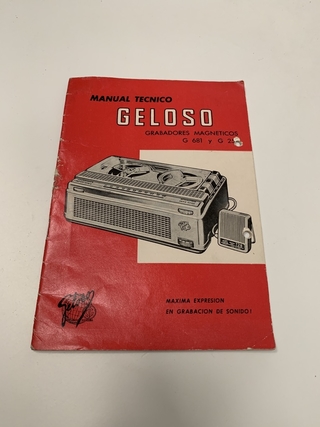 MANUAL TECNICO
GELOSO
GRABADORES MAGNETICOS
G 681 y G
MAXIMA EXPRESION
EN GRABACION DE SONIDO!